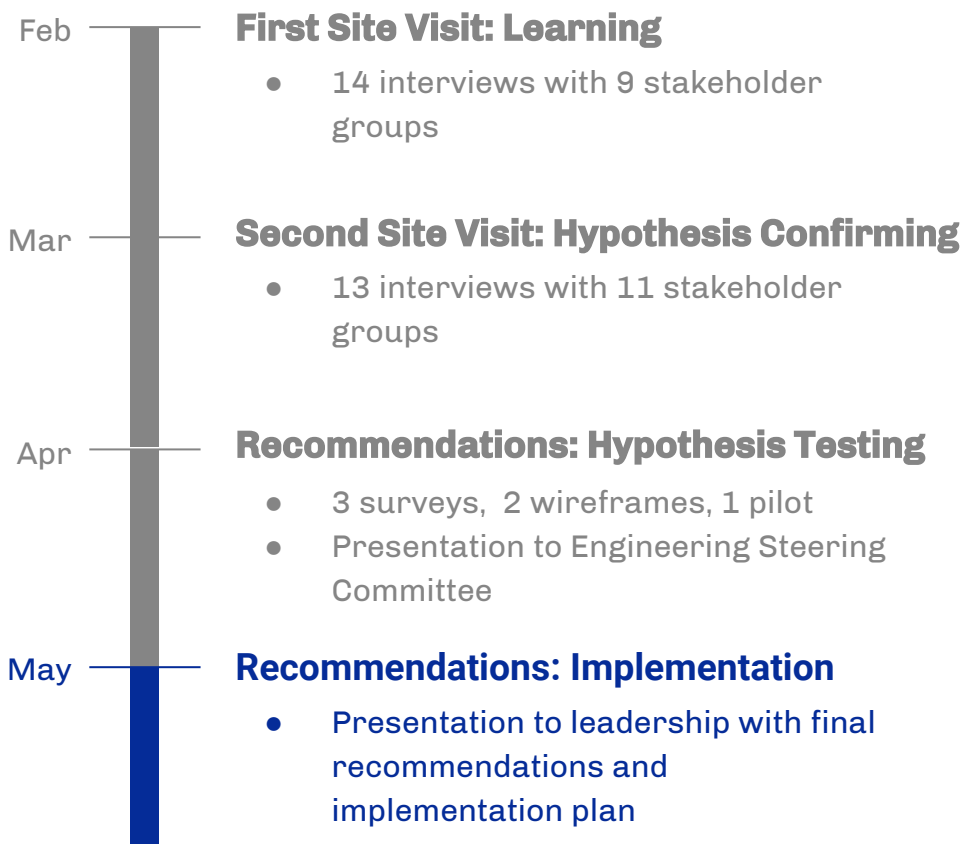 Feb
First Site Visit: Learning
● 14 interviews with 9 stakeholder
groups
Mar
Second Site Visit: Hypothesis Confirming
● 13 interviews with 11 stakeholder
groups
Apr
Recommendations: Hypothesis Testing
● 3 surveys,  2 wireframes, 1 pilot
● Presentation to Engineering Steering
Committee
May
Recommendations: Implementation
● Presentation to leadership with final
recommendations and
implementation plan